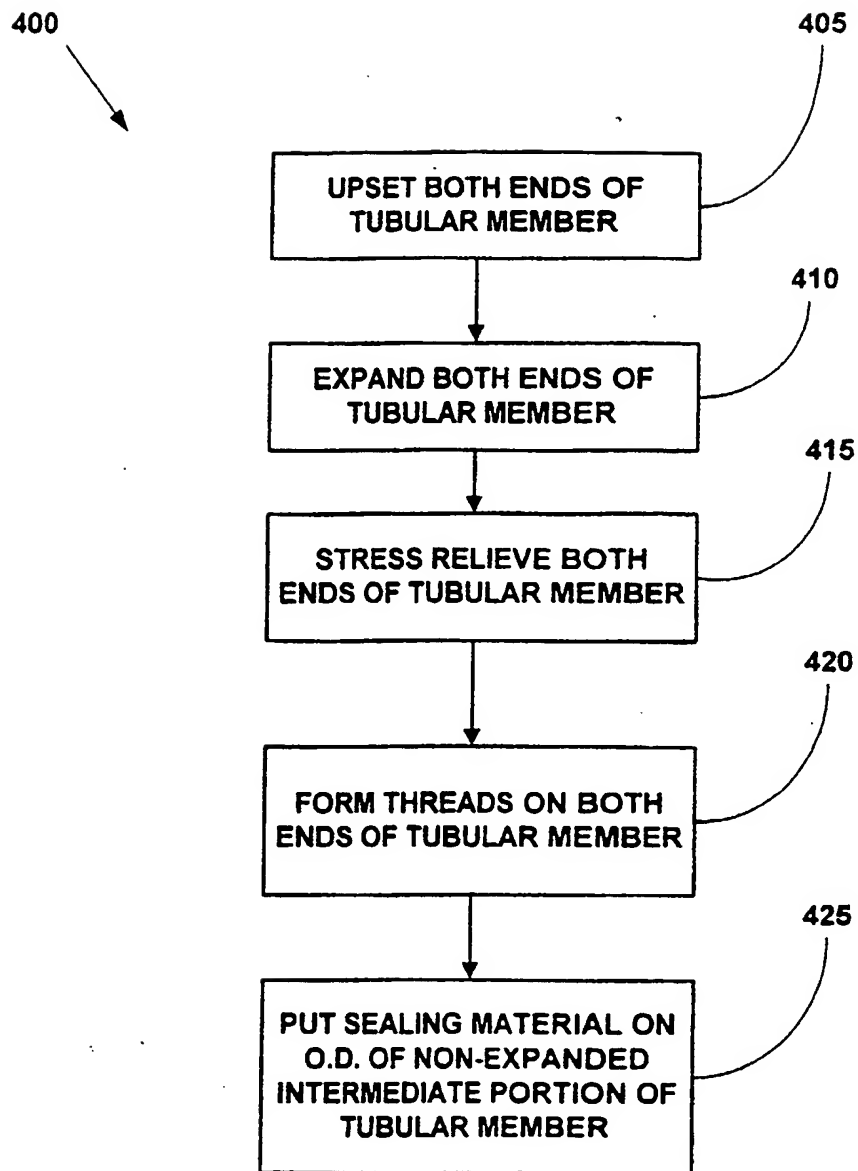 400
405
UPSET BOTH ENDS OF
TUBULAR MEMBER
410
EXPAND BOTH ENDS OF
TUBULAR MEMBER
415
STRESS RELIEVE BOTH
ENDS OF TUBULAR MEMBER
420
FORM THREADS ON BOTH
ENDS OF TUBULAR MEMBER
425
PUT SEALING MATERIAL ON
O.D. OF NON-EXPANDED
INTERMEDIATE PORTION OF
TUBULAR MEMBER